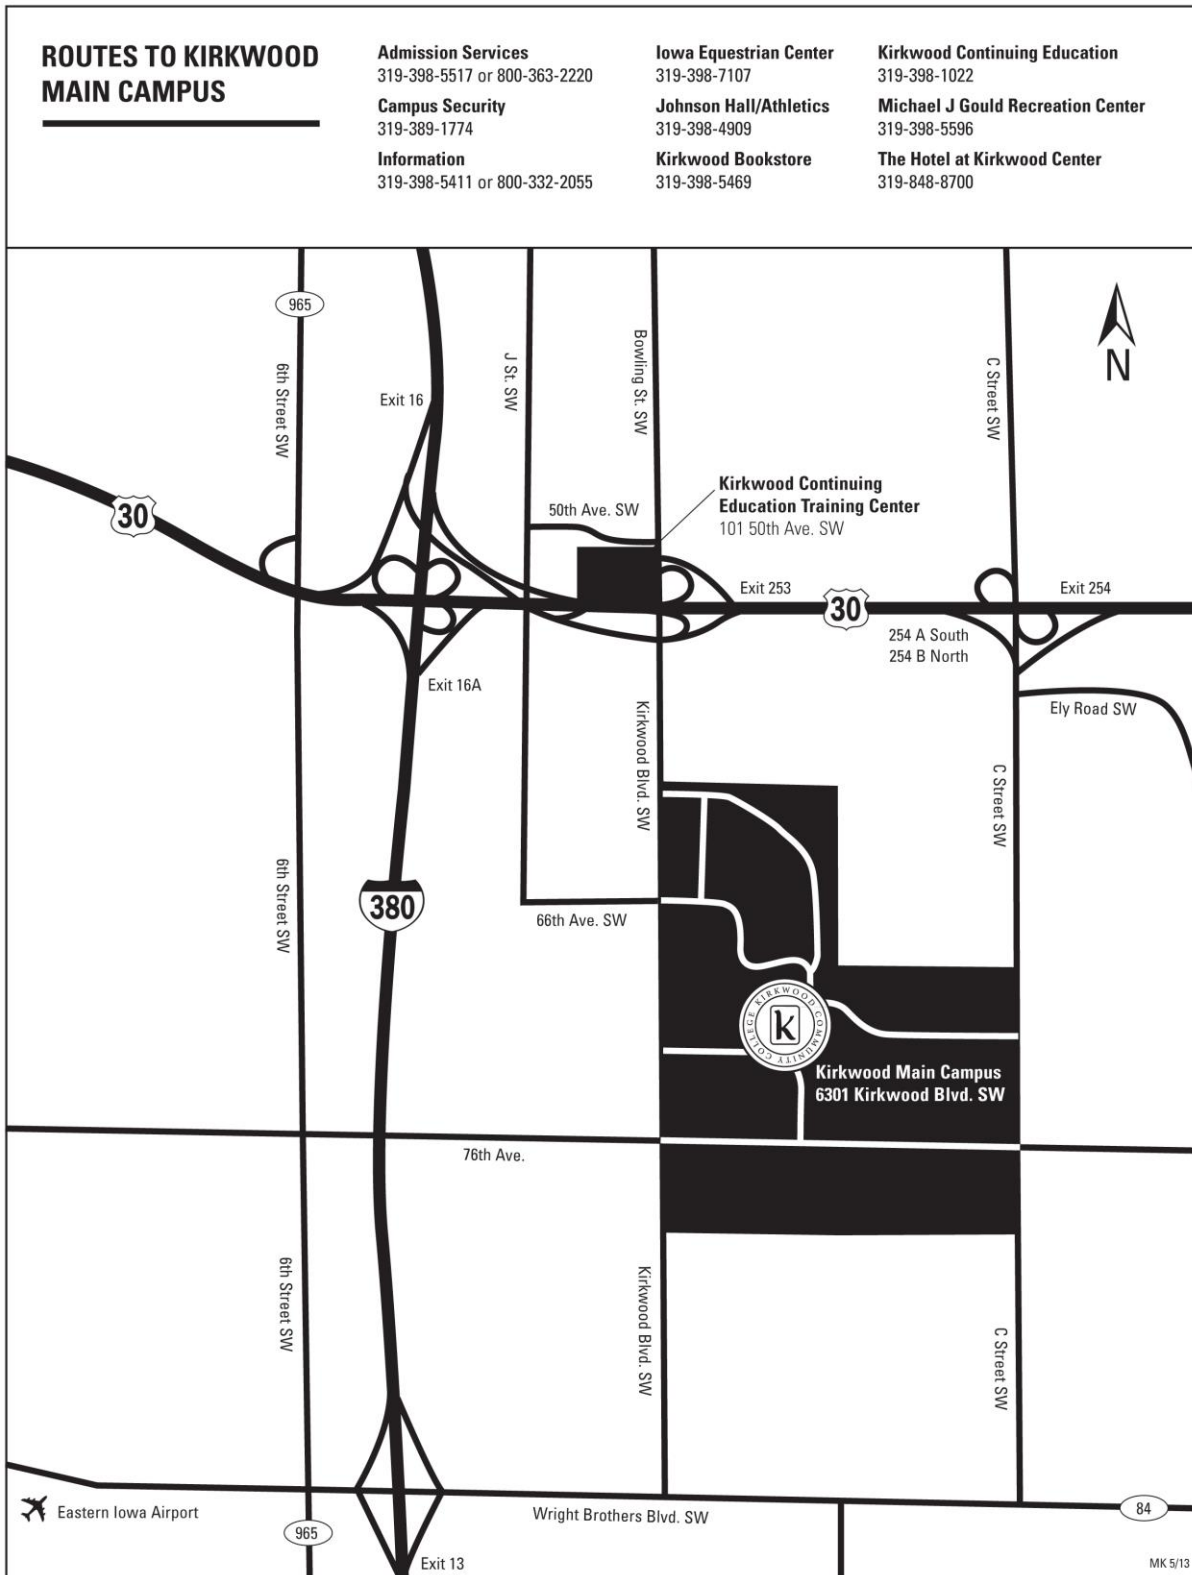 ROUTES TO KIRKWOOD
MAIN CAMPUS
Admission Services
319-398-5517 or 800-363-2220
Campus Security
319-389-1774
Information
319-398-5411 or 800-332-2055
Iowa Equestrian Center
319-398-7107
Johnson Hall/Athletics
319-398-4909
Kirkwood Bookstore
319-398-5469
Kirkwood Continuing Education
319-398-1022
Michael J Gould Recreation Center
319-398-5596
The Hotel at Kirkwood Center
319-848-8700
965
6th Street SW
Exit 16
J St. SW
Bowling St. SW
C Street SW
N
30
50th Ave. SW
Kirkwood Continuing
Education Training Center
101 50th Ave. SW
Exit 253
30
Exit 254
254 A South
254 B North
Exit 16A
Ely Road SW
Kirkwood Blvd. SW
C Street SW
6th Street SW
380
66th Ave. SW
KIRKWOOD COMMUNITY COLLEGE
k
Kirkwood Main Campus
6301 Kirkwood Blvd. SW
76th Ave.
6th Street SW
Kirkwood Blvd. SW
C Street SW
Eastern Iowa Airport
965
Exit 13
Wright Brothers Blvd. SW
84
MK 5/13